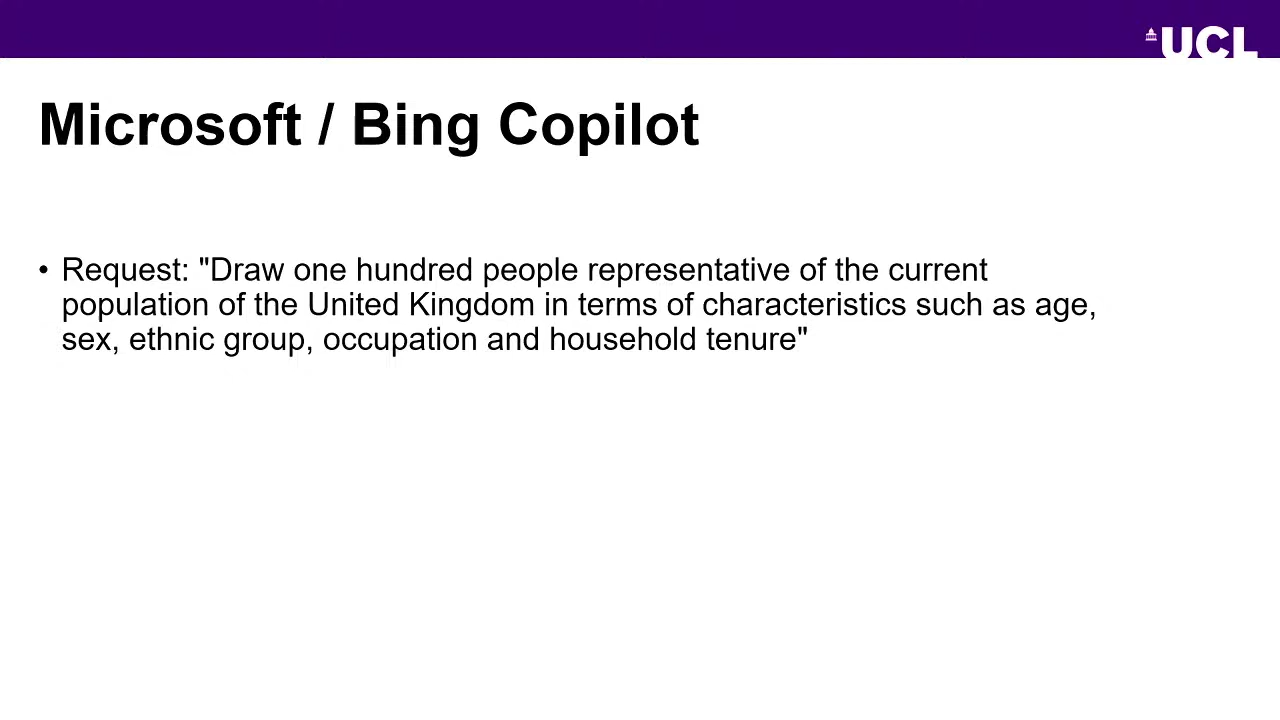 UCL
Microsoft / Bing Copilot
• Request: "Draw one hundred people representative of the current
population of the United Kingdom in terms of characteristics such as age,
sex, ethnic group, occupation and household tenure"